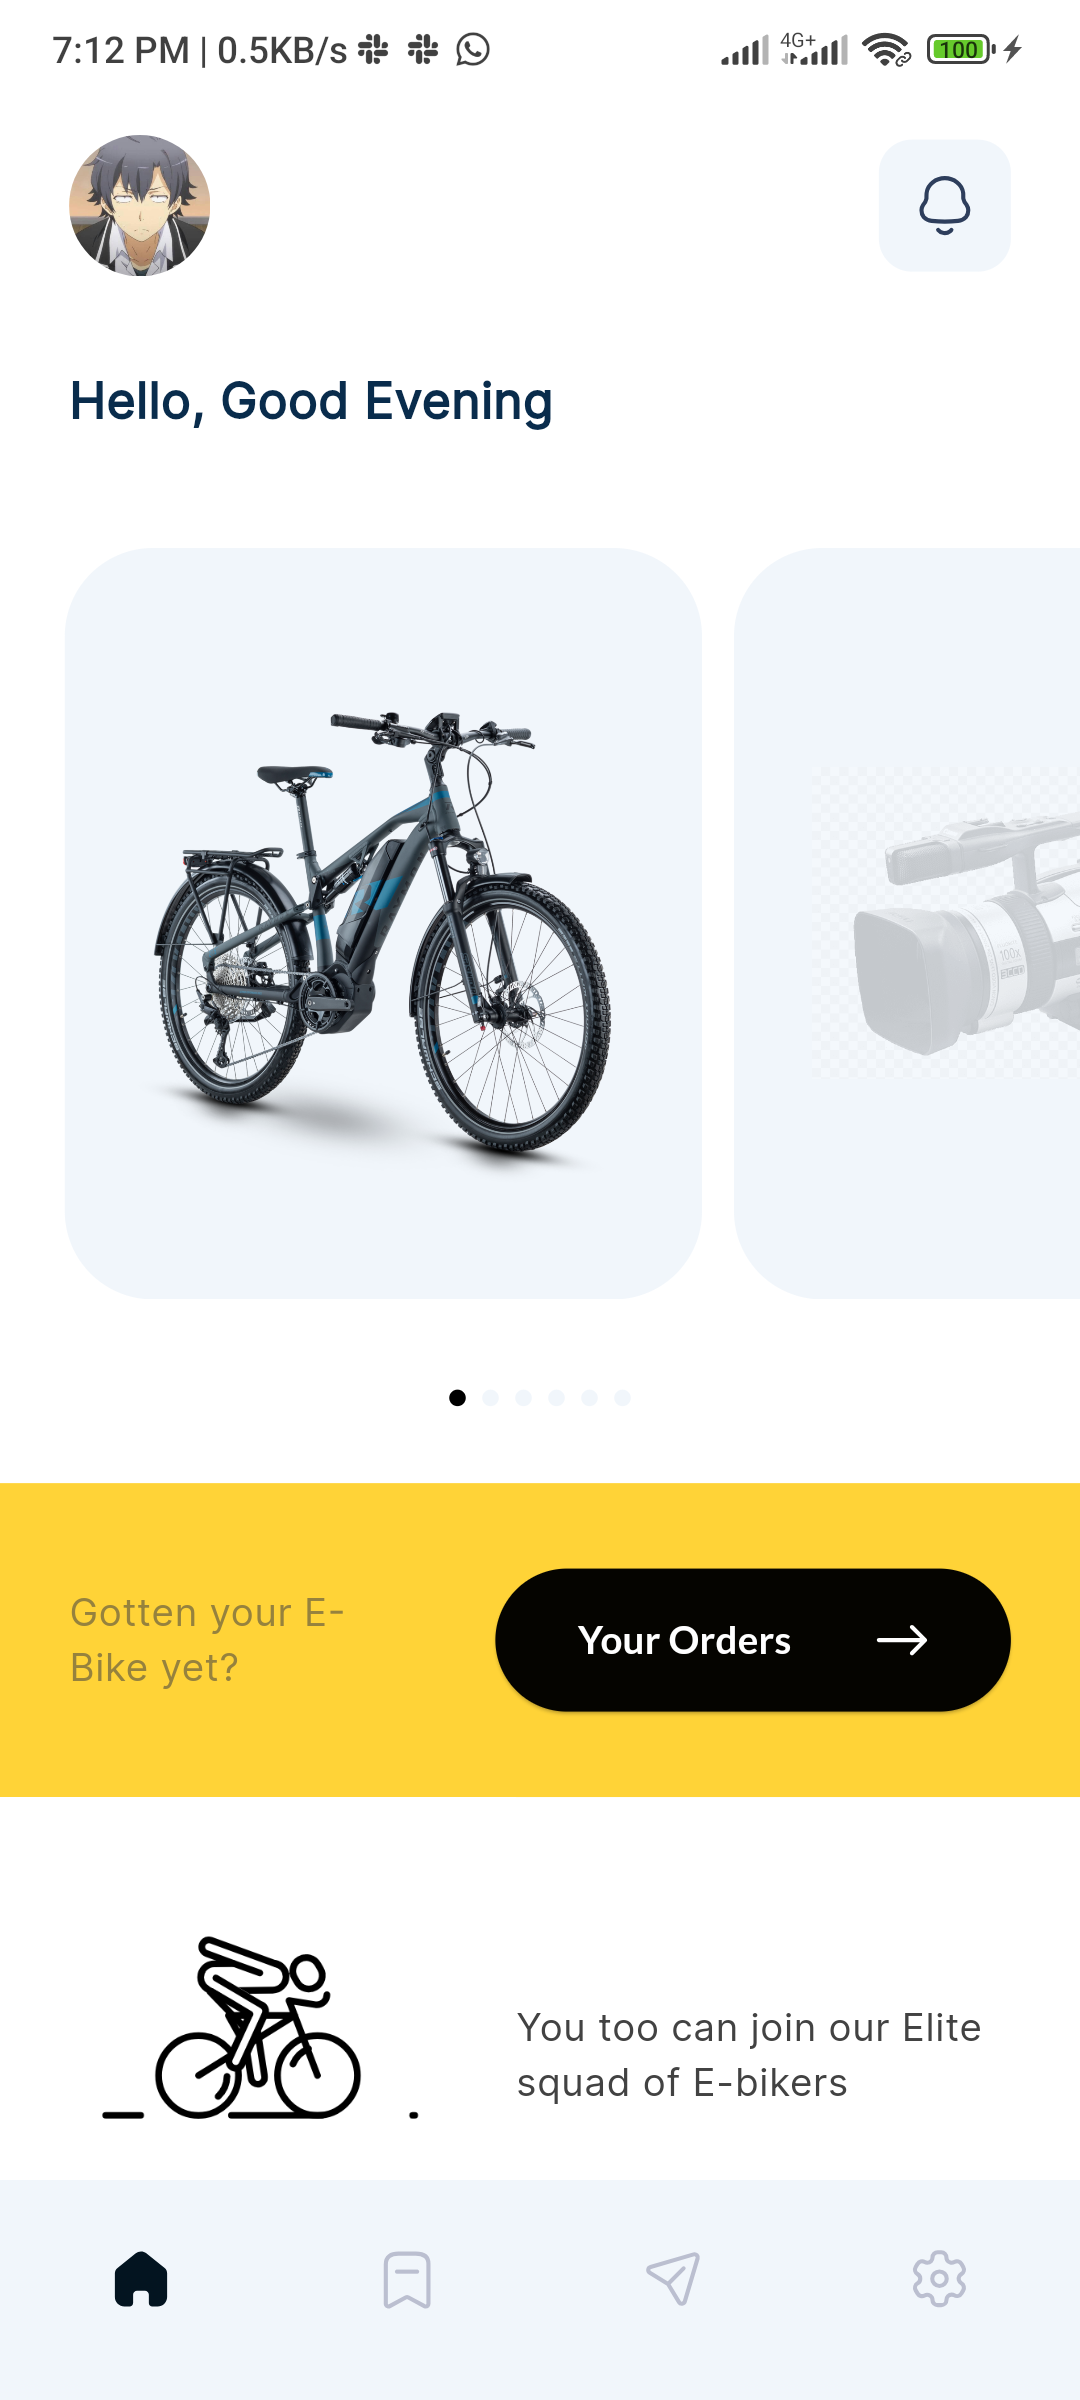 7:12 PM | 0.5KB/s
4G+
100
Hello, Good Evening
100x
Gotten your E-
Bike yet?
Your Orders
You too can join our Elite
squad of E-bikers